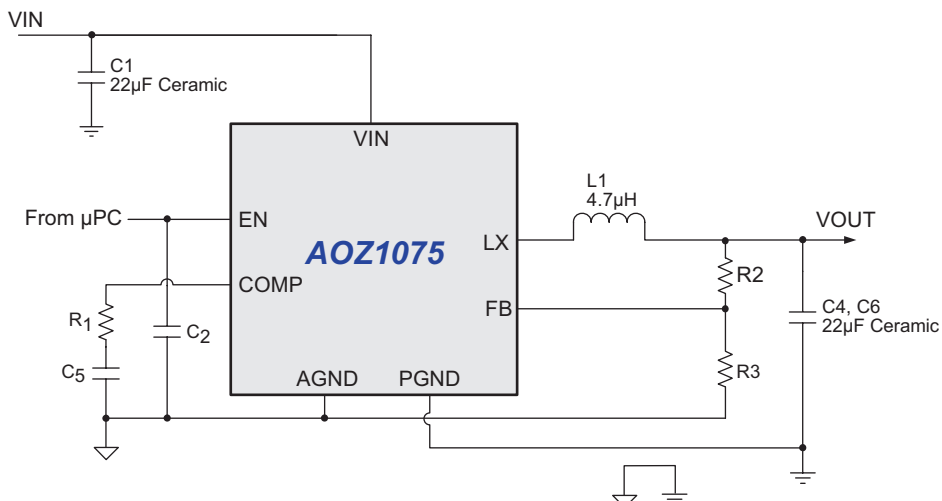 VIN
C1
22µF Ceramic
VIN
L1
4.7µH
From µPC
EN
VOUT
AOZ1075
LX
COMP
R2
R1
C2
FB
C4, C6
22µF Ceramic
C5
R3
AGND
PGND